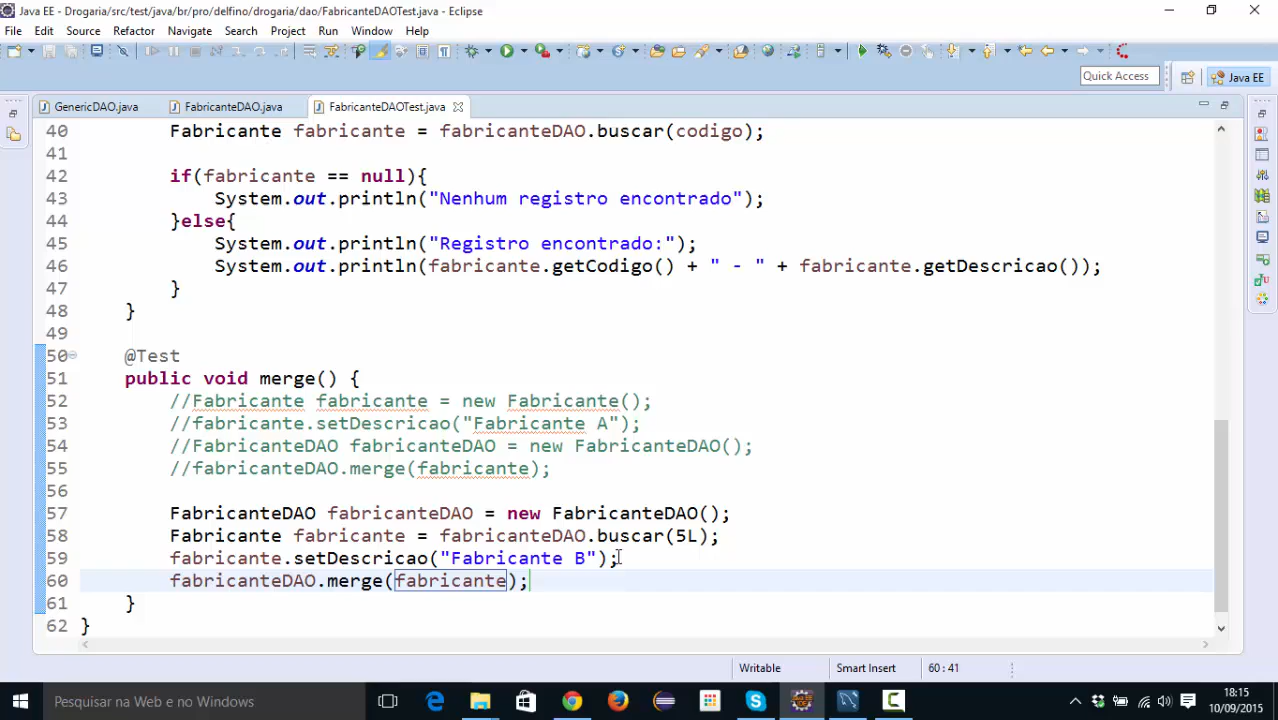 Java EE - Drogaria/src/test/java/br/pro/delfino/drogaria/dao/FabricanteDAOTest.java - Eclipse
File Edit Source Refactor Navigate Search Project Run Window Help
Quick Access Java EE
GenericDAO.java FabricanteDAO.java FabricanteDAOTest.java
40 Fabricante fabricante = fabricanteDAO.buscar(codigo);
41
42 if(fabricante == null){
43 System.out.println("Nenhum registro encontrado");
44 }else{
45 System.out.println("Registro encontrado:");
46 System.out.println(fabricante.getCodigo() + " - " + fabricante.getDescricao());
47 }
48 }
49
50 @Test
51 public void merge() {
52 //Fabricante fabricante = new Fabricante();
53 //fabricante.setDescricao("Fabricante A");
54 //FabricanteDAO fabricanteDAO = new FabricanteDAO();
55 //fabricanteDAO.merge(fabricante);
56
57 FabricanteDAO fabricanteDAO = new FabricanteDAO();
58 Fabricante fabricante = fabricanteDAO.buscar(5L);
59 fabricante.setDescricao("Fabricante B");
60 fabricanteDAO.merge(fabricante);
61 }
62 }
Writable Smart Insert 60 : 41
Pesquisar na Web e no Windows
18:15
10/09/2015